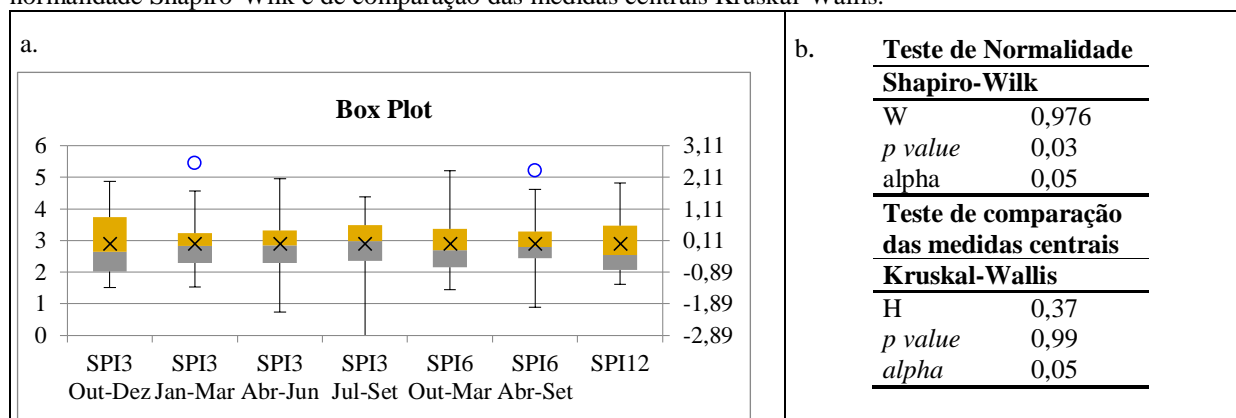 normalidade Shapiro-Wilk e de comparação das medidas centrais Kruskal-Wallis.
a.
Box Plot
6
5
4
3
2
1
0
3,11
2,11
1,11
0,11
-0,89
-1,89
-2,89
SPI3 SPI3 SPI3 SPI3 SPI6 SPI6 SPI12
Out-Dez Jan-Mar Abr-Jun Jul-Set Out-Mar Abr-Set
b.
Teste de Normalidade
Shapiro-Wilk
W 0,976
p value 0,03
alpha 0,05
Teste de comparação
das medidas centrais
Kruskal-Wallis
H 0,37
p value 0,99
alpha 0,05